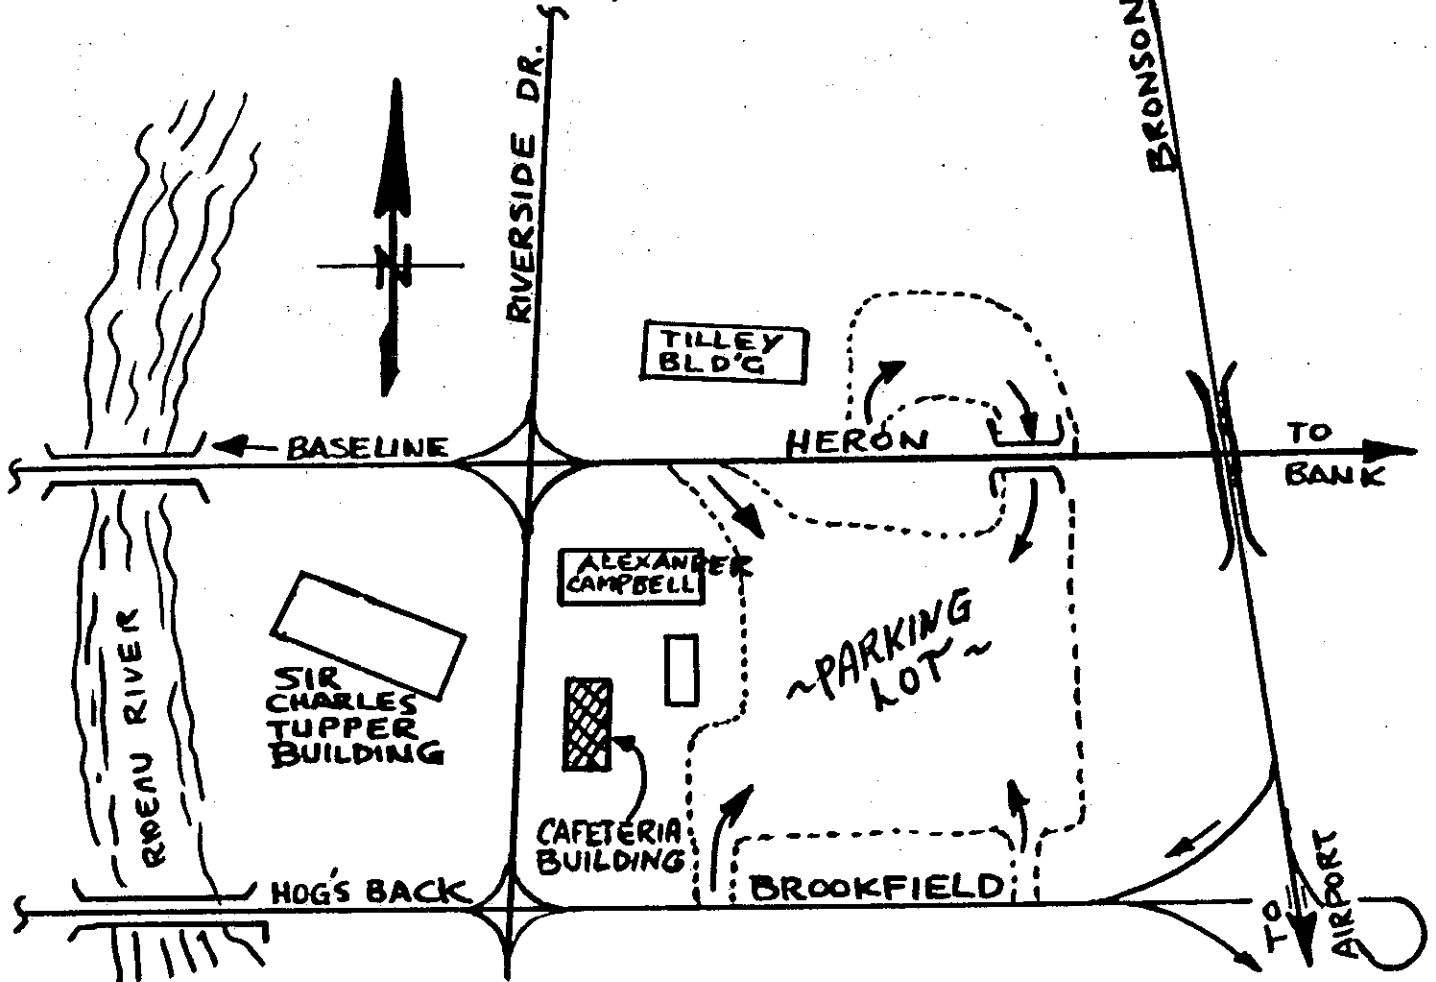 BRONSON
RIVERSIDE DR.
N
TILLEY
BLD'G
BASELINE
HERON
TO
BANK
ALEXANDER
CAMPBELL
~PARKING
LOT~
SIR
CHARLES
TUPPER
BUILDING
RIDEAU RIVER
CAFETERIA
BUILDING
HOG'S BACK
BROOKFIELD
TO
AIRPORT